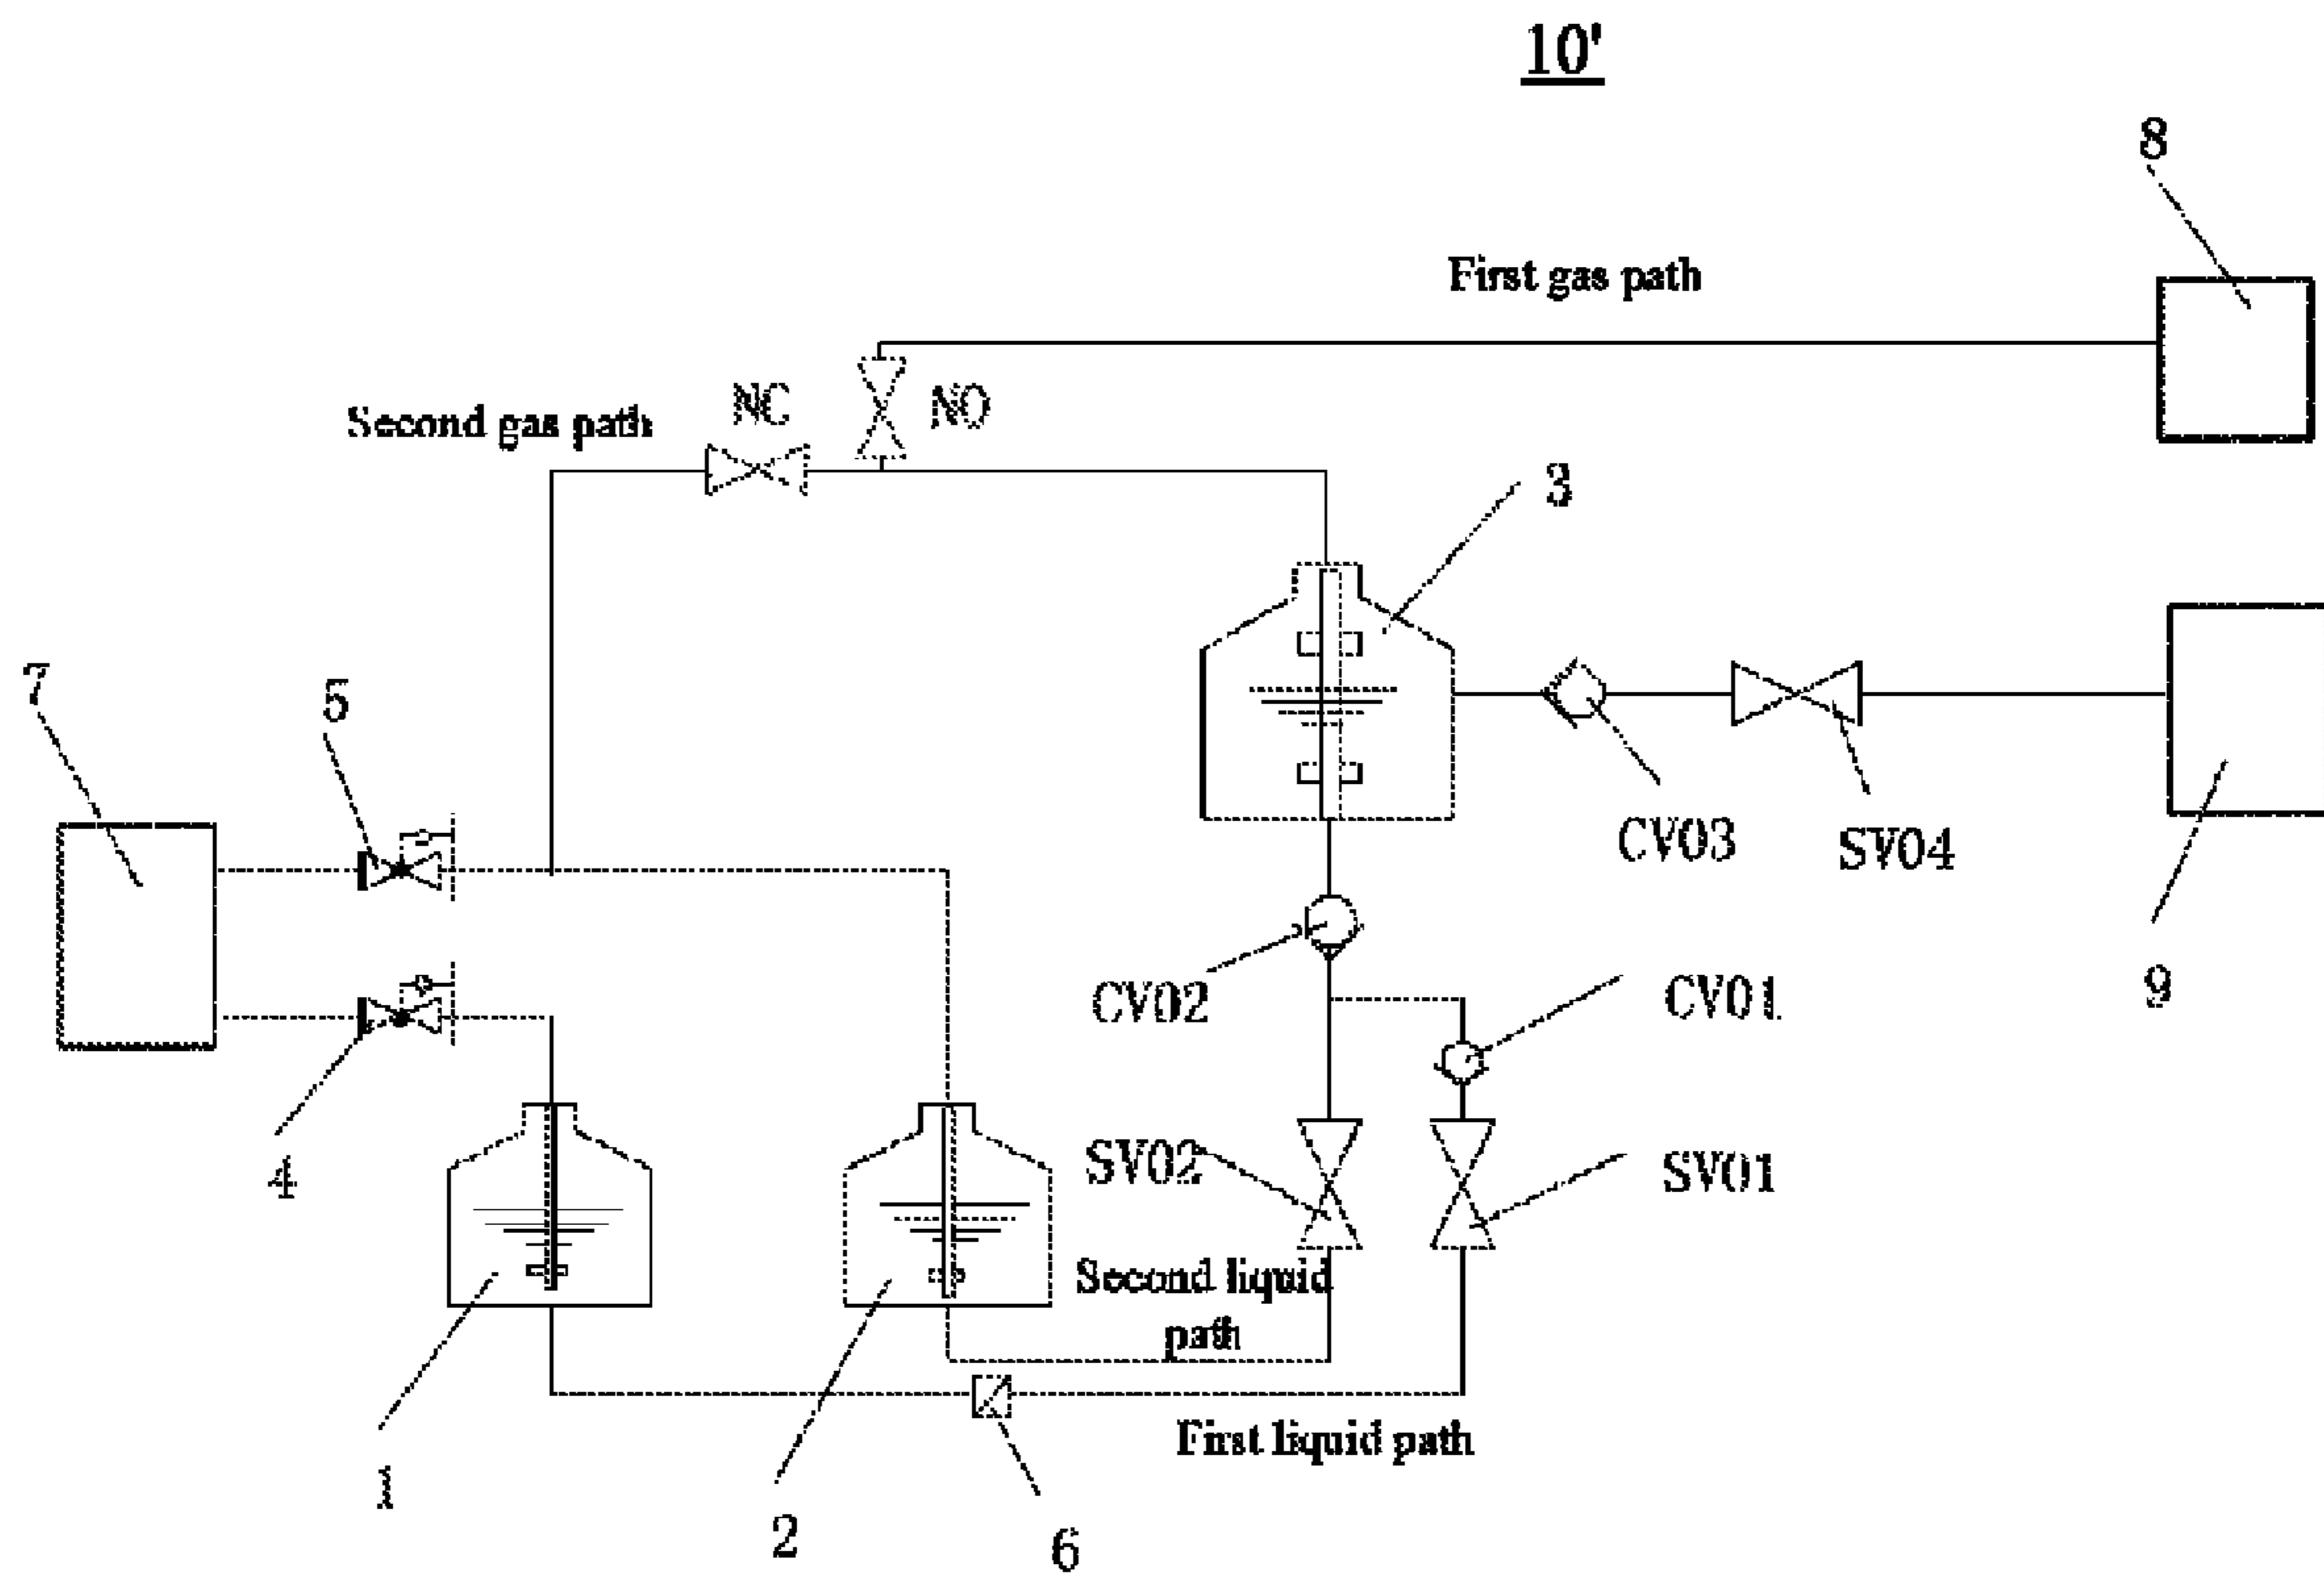 10'
8
First gas path
NC
NO
Second gas path
3
7
5
CV03
SV04
CV02
CV01
9
4
SV02
SV01
Second liquid
path
First liquid path
1
2
6